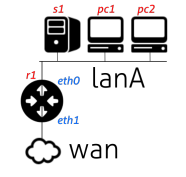 s1 pc1 pc2
r1 eth0 lanA
eth1
wan